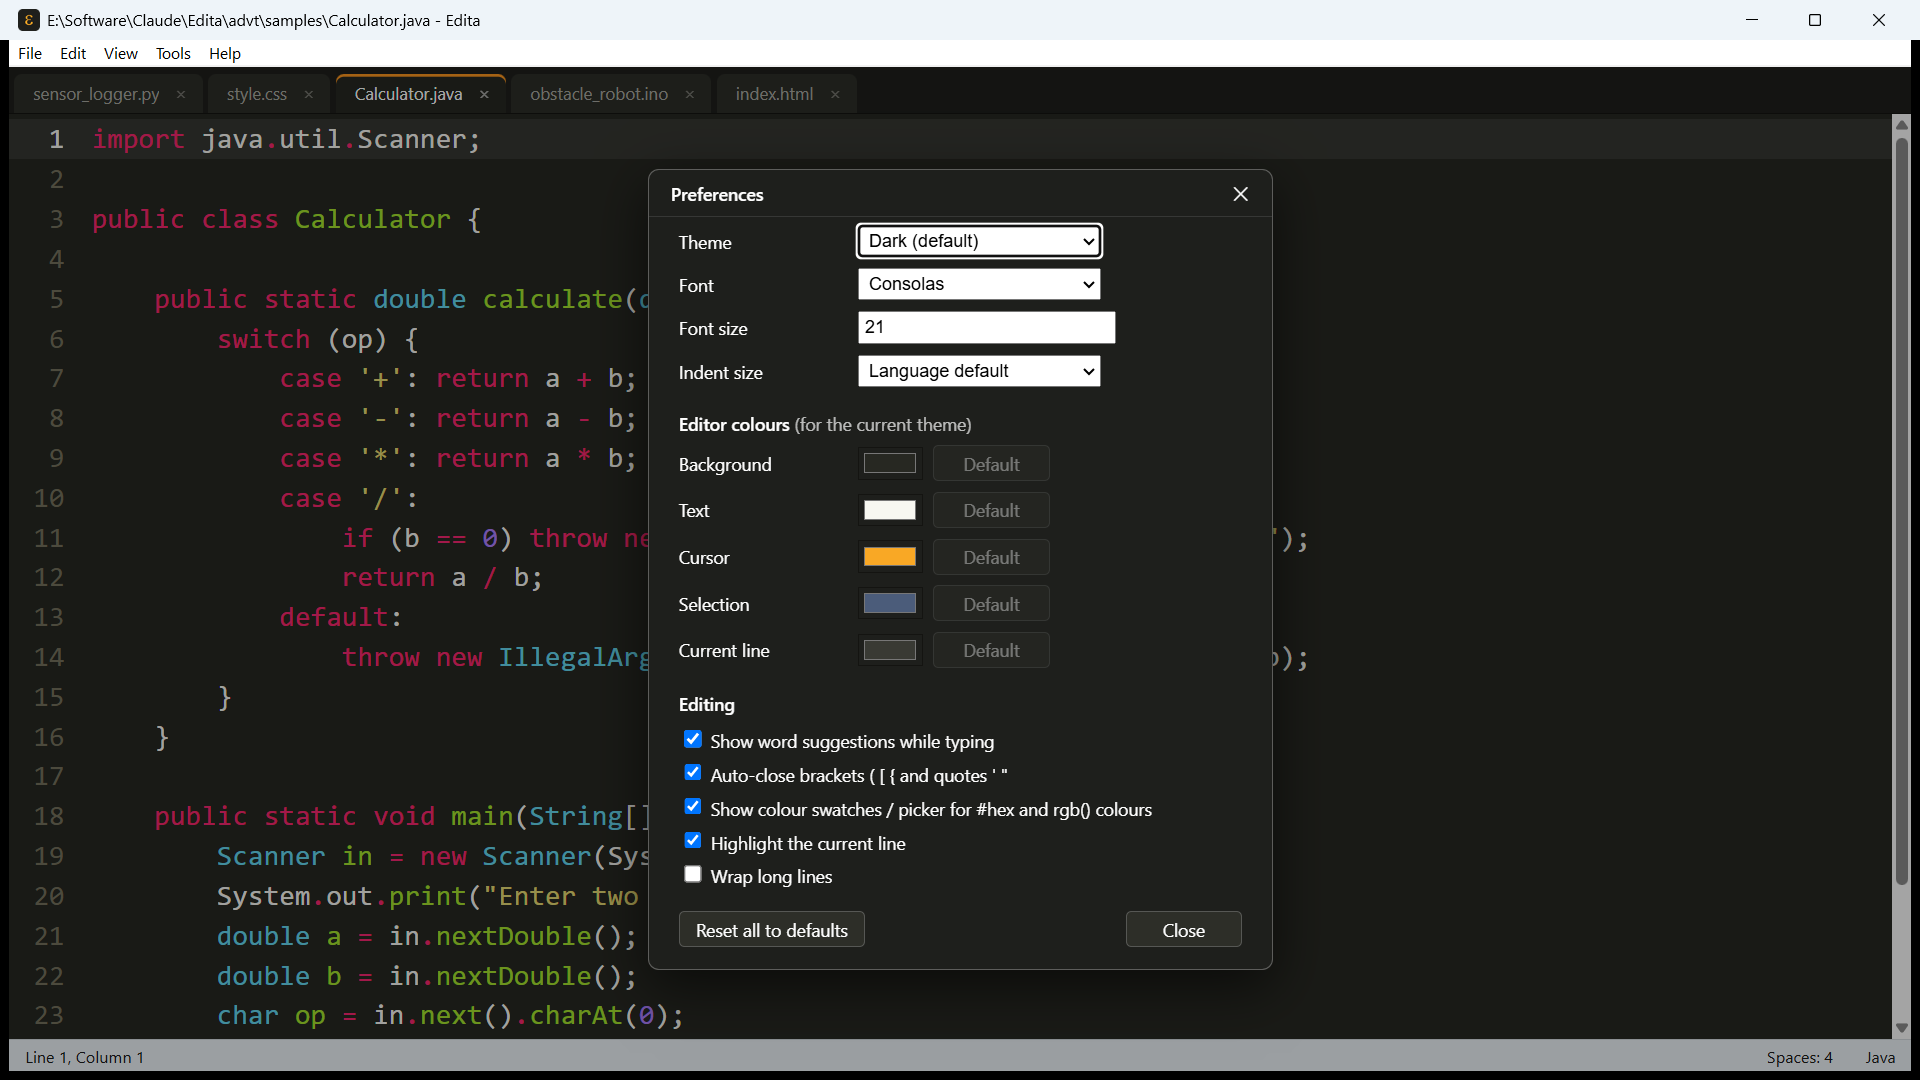 ε E:\Software\Claude\Edita\advt\samples\Calculator.java - Edita
File Edit View Tools Help
sensor_logger.py × style.css × Calculator.java × obstacle_robot.ino × index.html ×
1 import java.util.Scanner;
2
3 public class Calculator {
4
5 public static double calculate(
6 switch (op) {
7 case '+': return a + b;
8 case '-': return a - b;
9 case '*': return a * b;
10 case '/':
11 if (b == 0) throw ne ');
12 return a / b;
13 default:
14 throw new IllegalArg );
15 }
16 }
17
18 public static void main(String[]
19 Scanner in = new Scanner(Sys
20 System.out.print("Enter two
21 double a = in.nextDouble();
22 double b = in.nextDouble();
23 char op = in.next().charAt(0);
Preferences
Theme Dark (default)
Font Consolas
Font size 21
Indent size Language default
Editor colours (for the current theme)
Background Default
Text Default
Cursor Default
Selection Default
Current line Default
Editing
Show word suggestions while typing
Auto-close brackets ( [ { and quotes ' "
Show colour swatches / picker for #hex and rgb() colours
Highlight the current line
Wrap long lines
Reset all to defaults Close
Line 1, Column 1 Spaces: 4 Java